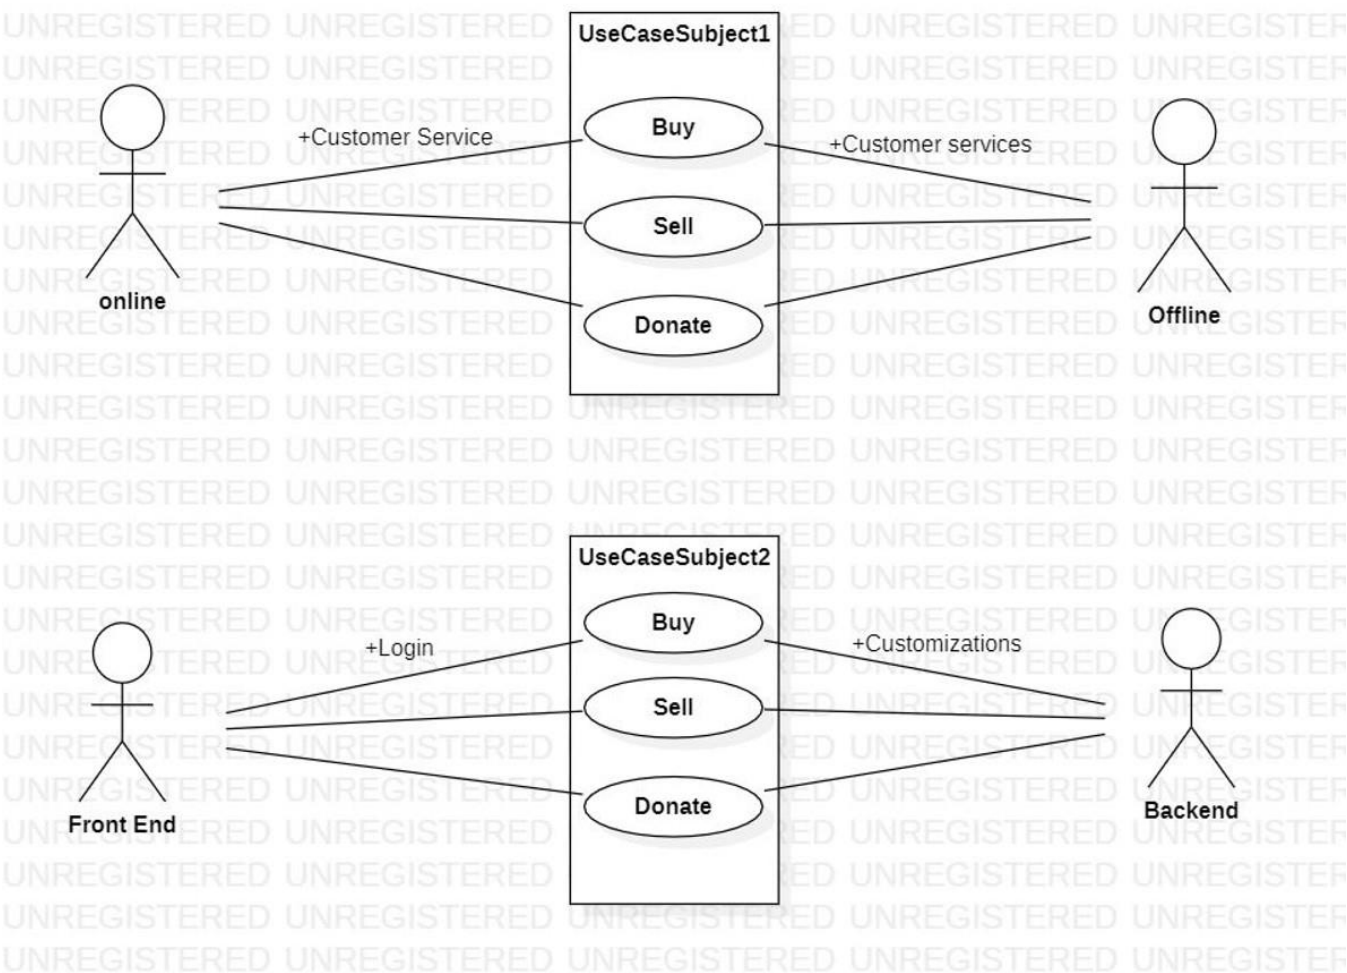 UseCaseSubject1
Buy
+Customer Service
+Customer services
Sell
online
Offline
Donate
UseCaseSubject2
Buy
+Login
+Customizations
Sell
Donate
Front End
Backend
UNREGISTERED